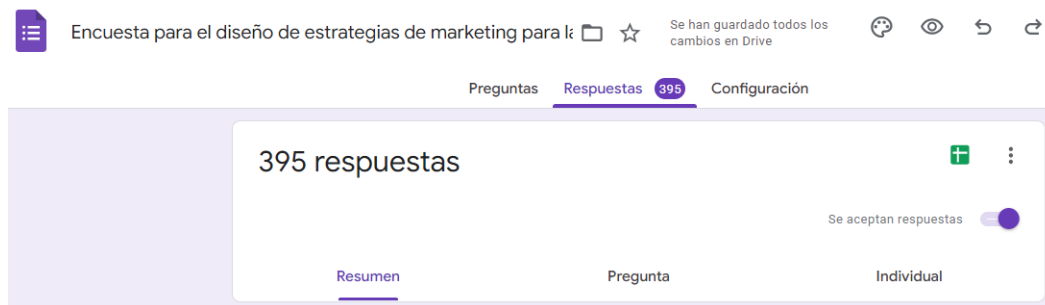 Encuesta para el diseño de estrategias de marketing para la
Se han guardado todos los
cambios en Drive
Preguntas Respuestas 395 Configuración
395 respuestas
Se aceptan respuestas
Resumen Pregunta Individual